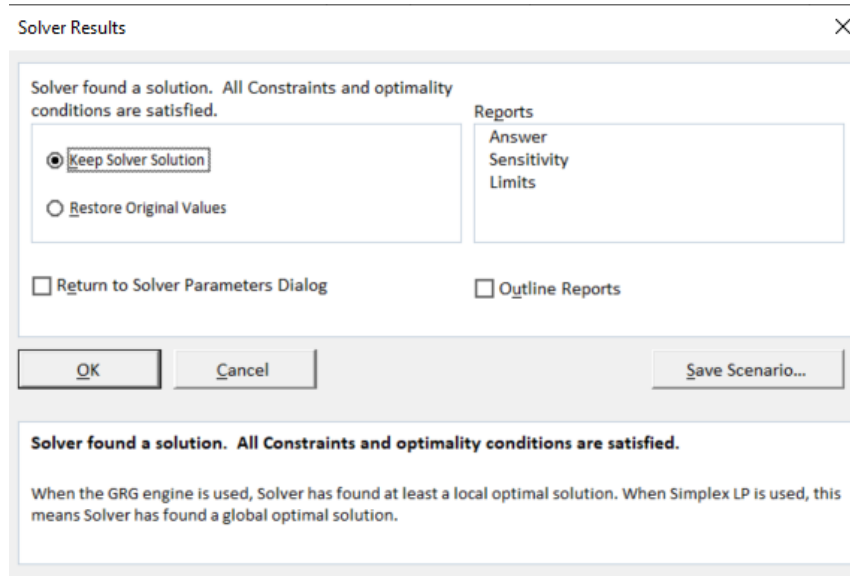 Solver Results
Solver found a solution. All Constraints and optimality
conditions are satisfied.
Keep Solver Solution
Restore Original Values
Reports
Answer
Sensitivity
Limits
Return to Solver Parameters Dialog
Outline Reports
OK
Cancel
Save Scenario...
Solver found a solution. All Constraints and optimality conditions are satisfied.
When the GRG engine is used, Solver has found at least a local optimal solution. When Simplex LP is used, this
means Solver has found a global optimal solution.